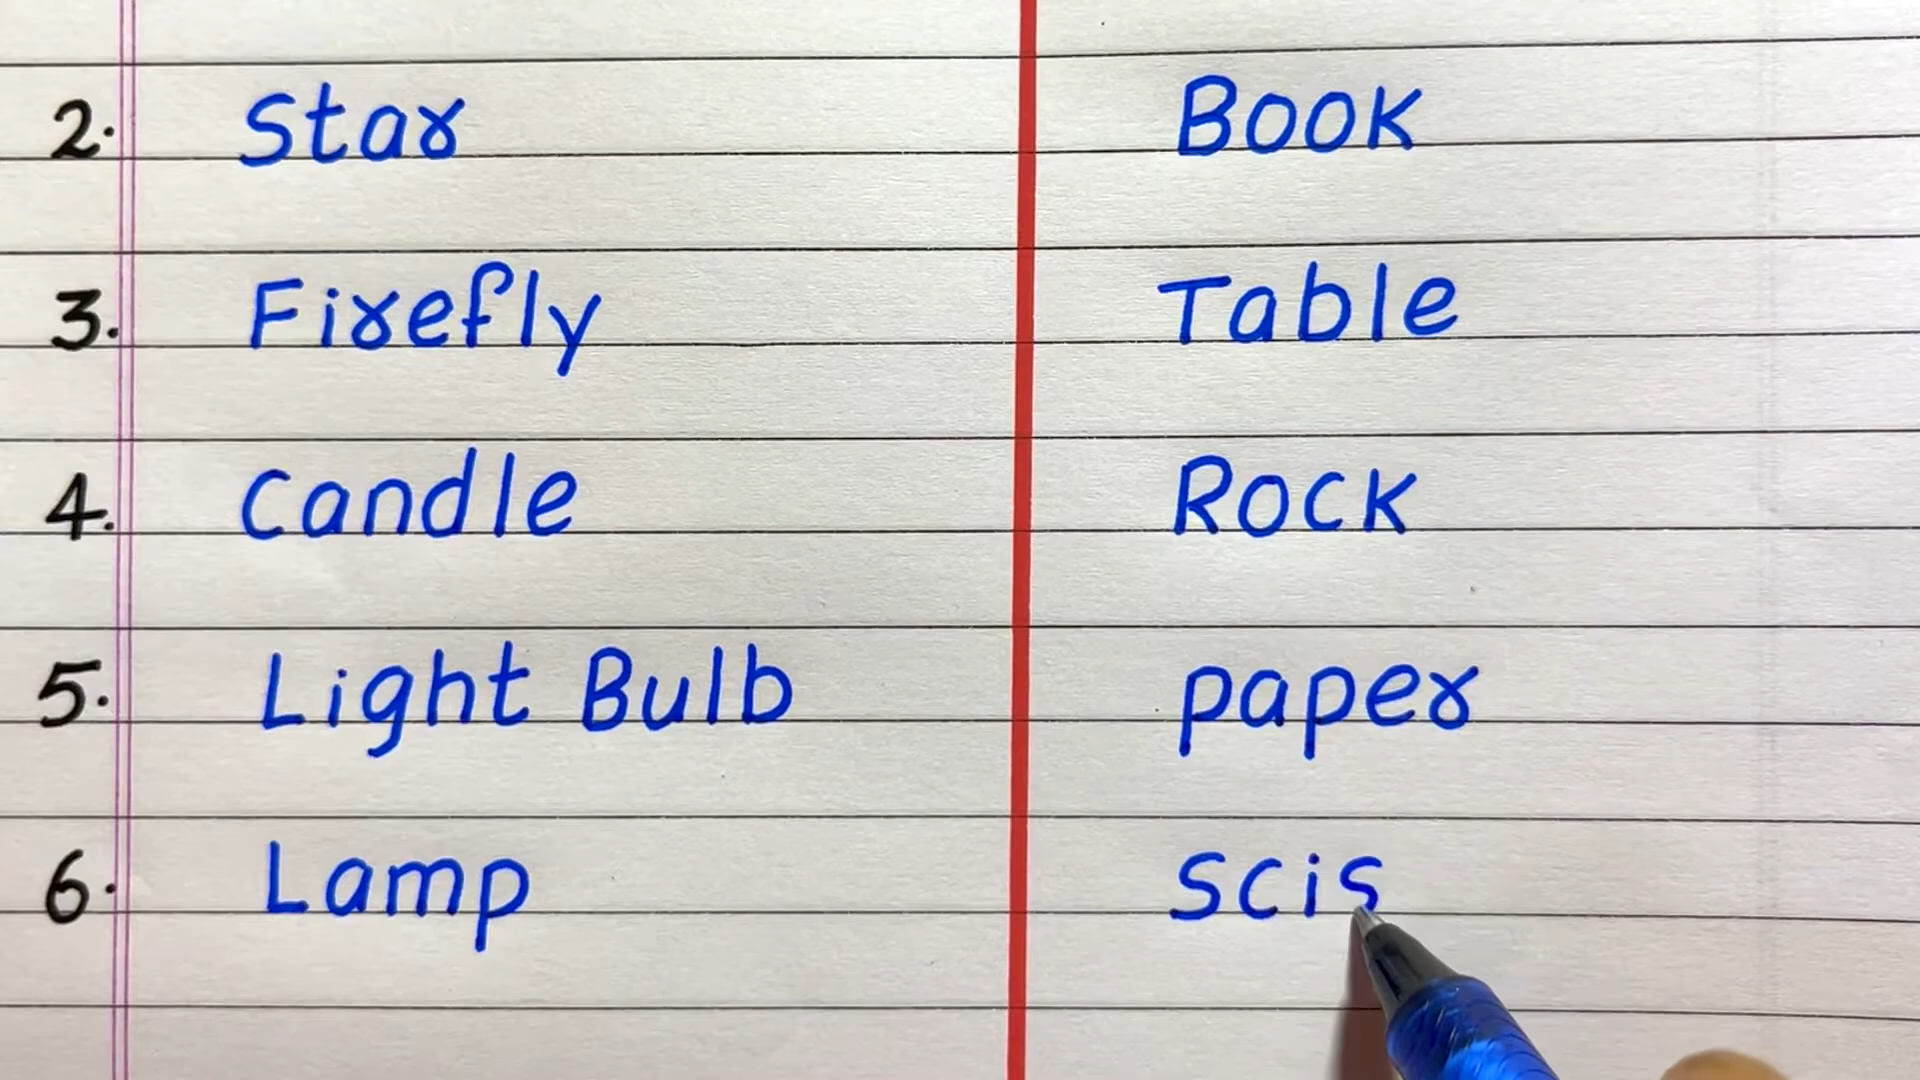 2. Star Book
3. Firefly Table
4. Candle Rock
5. Light Bulb paper
6. Lamp Scis